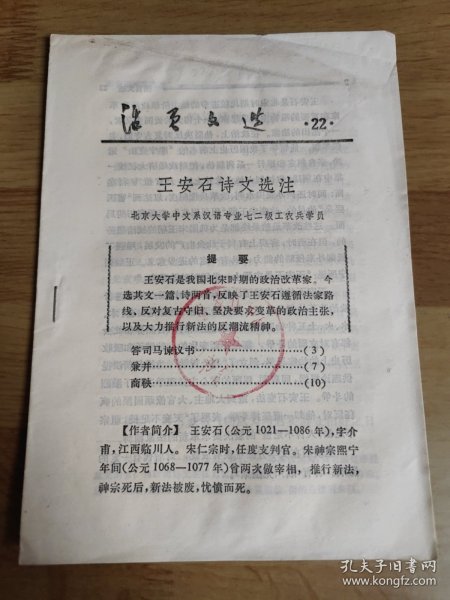 活页文选 ·22·
王安石诗文选注
北京大学中文系汉语专业七二级工农兵学员
提要
王安石是我国北宋时期的政治改革家。今
选其文一篇、诗两首，反映了王安石遵循法家路
线、反对复古守旧、坚决要求变革的政治主张，
以及大力推行新法的反潮流精神。
答司马谏议书……………………(3)
兼并……………………(7)
商鞅……………………(10)
【作者简介】 王安石(公元1021—1086年)，字介
甫，江西临川人。宋仁宗时，任度支判官。宋神宗熙宁
年间(公元1068—1077年)曾两次做宰相，推行新法，
神宗死后，新法被废，忧愤而死。
孔夫子旧书网
www.kongfz.com